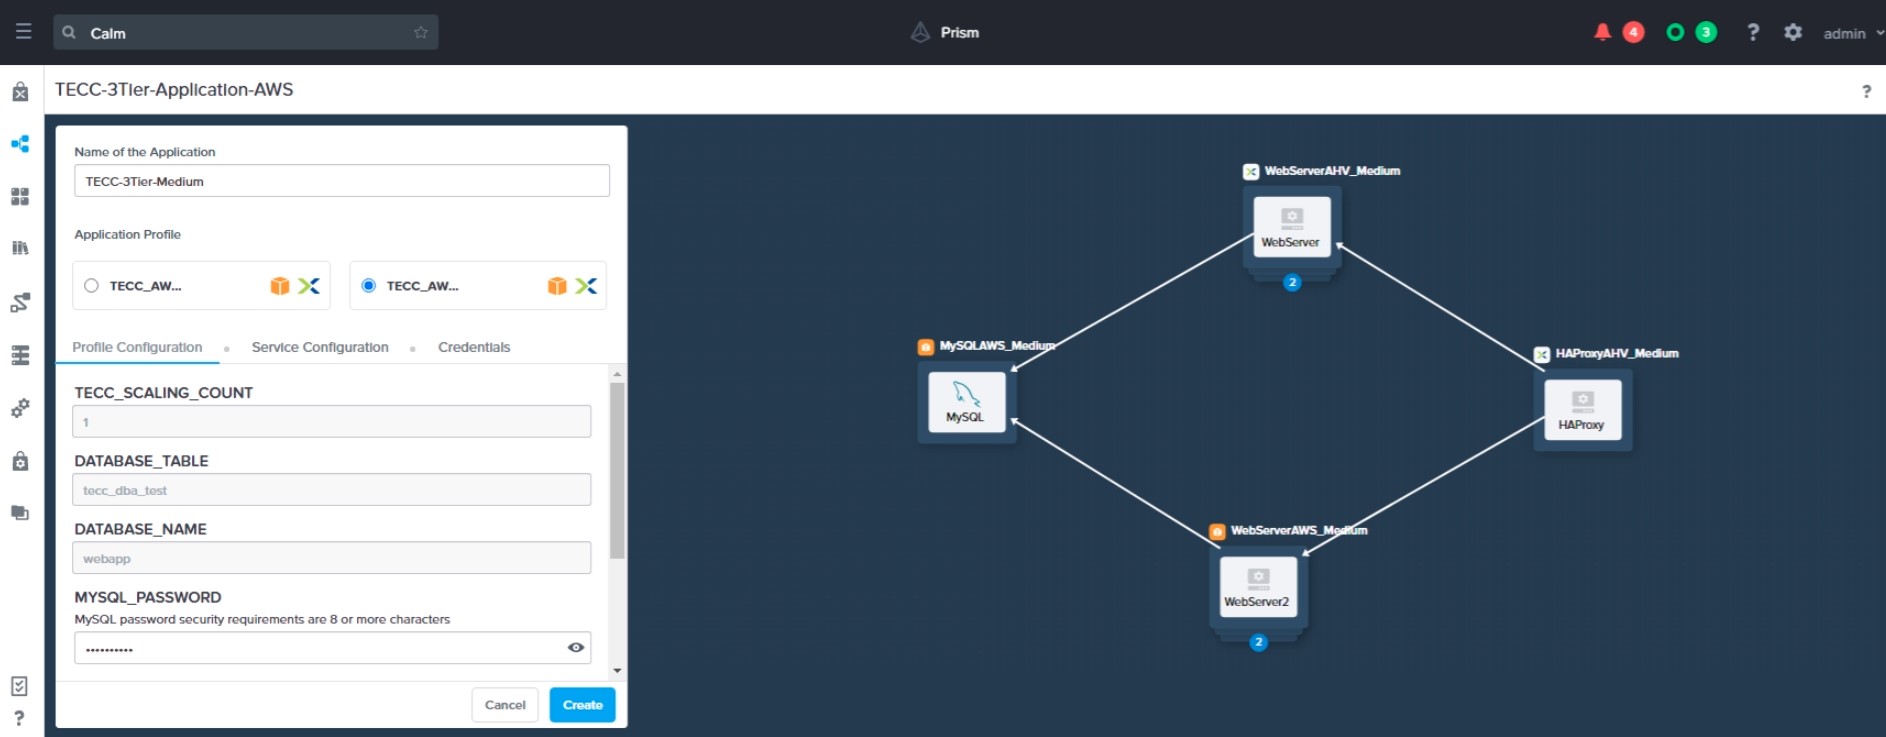 Calm
Prism
4
3
?
admin
TECC-3Tier-Application-AWS
?
Name of the Application
TECC-3Tier-Medium
Application Profile
TECC_AW...
TECC_AW...
Profile Configuration
Service Configuration
Credentials
TECC_SCALING_COUNT
1
DATABASE_TABLE
tecc_dba_test
DATABASE_NAME
webapp
MYSQL_PASSWORD
MySQL password security requirements are 8 or more characters
••••••••••
Cancel
Create
?
WebServerAHV_Medium
WebServer
2
MySQLAWS_Medium
MySQL
HAProxyAHV_Medium
HAProxy
WebServerAWS_Medium
WebServer2
2